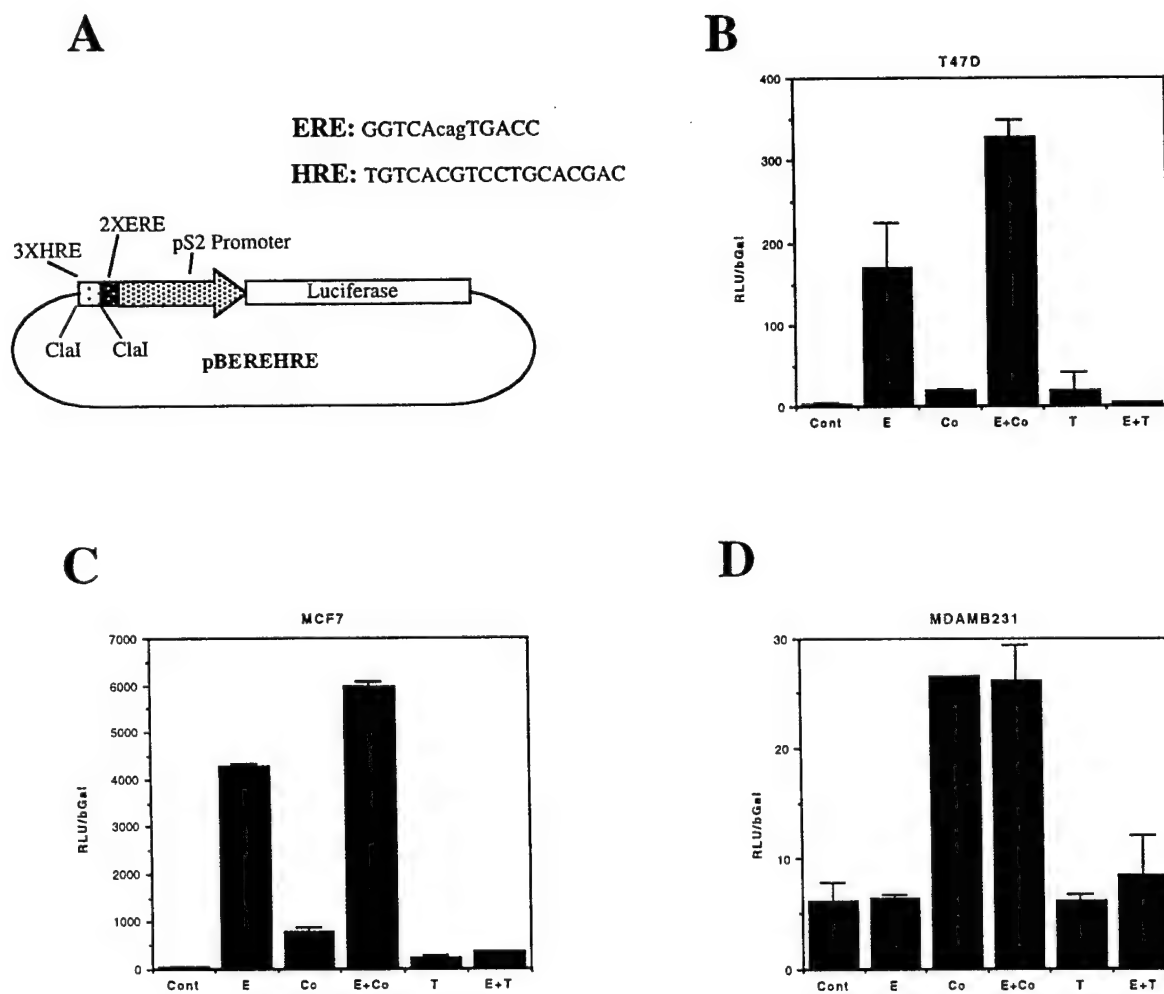 A
ERE: GGTCAcagTGACC
HRE: TGTCACGTCCTGCACGAC
2XERE
3XHRE
pS2 Promoter
Luciferase
ClaI
ClaI
pBEREHRE
B
T47D
400
300
200
100
0
RLU/bGal
Cont E Co E+Co T E+T
C
MCF7
7000
6000
5000
4000
3000
2000
1000
0
RLU/bGal
Cont E Co E+Co T E+T
D
MDAMB231
30
20
10
0
RLU/bGal
Cont E Co E+Co T E+T